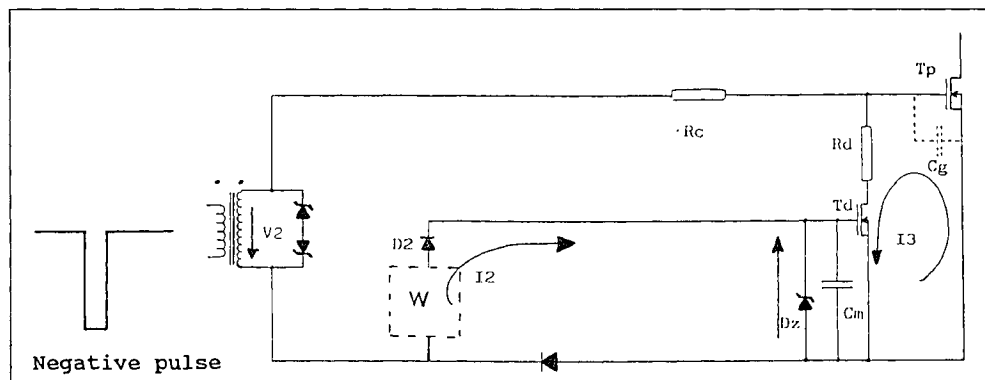 Tp
Rc
Rd
Cg
Td
V2
D2
I2
I3
W
Dz
Cm
Negative pulse